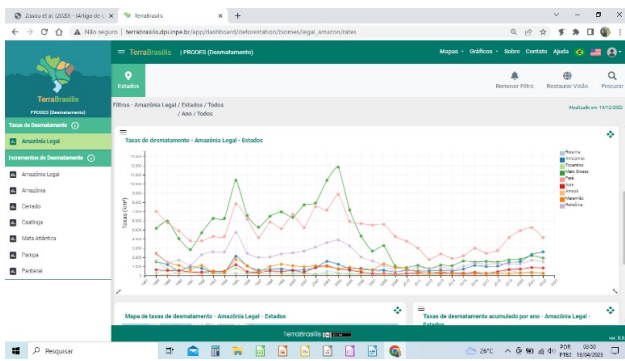 Zissou et al. (2020) - (Artigo de c
TerraBrasilis
Não seguro | terrabrasilis.dpi.inpe.br/app/dashboard/deforestation/biomes/legal_amazon/rates
TerraBrasilis | PRODES (Desmatamento)
Mapas
Gráficos
Sobre
Contato
Ajuda
TerraBrasilis
PRODES (Desmatamento)
Estados
Remover Filtro
Restaurar Visão
Procurar
Taxas de Desmatamento
Amazônia Legal
Incrementos de Desmatamento
Amazônia Legal
Amazônia
Cerrado
Caatinga
Mata Atlântica
Pampa
Pantanal
Filtros - Amazônia Legal / Estados / Todos
/ Ano / Todos
Atualizado em
Taxas de desmatamento - Amazônia Legal - Estados
Taxas (km²)
Roraima
Amazonas
Tocantins
Mato Grosso
Pará
Acre
Amapá
Maranhão
Rondônia
Mapa de taxas de desmatamento - Amazônia Legal - Estados
Taxas de desmatamento acumulado por ano - Amazônia Legal -
Estados
TerraBrasilis
Pesquisar
26°C
POR
PTB2
03:50
15/04/2023